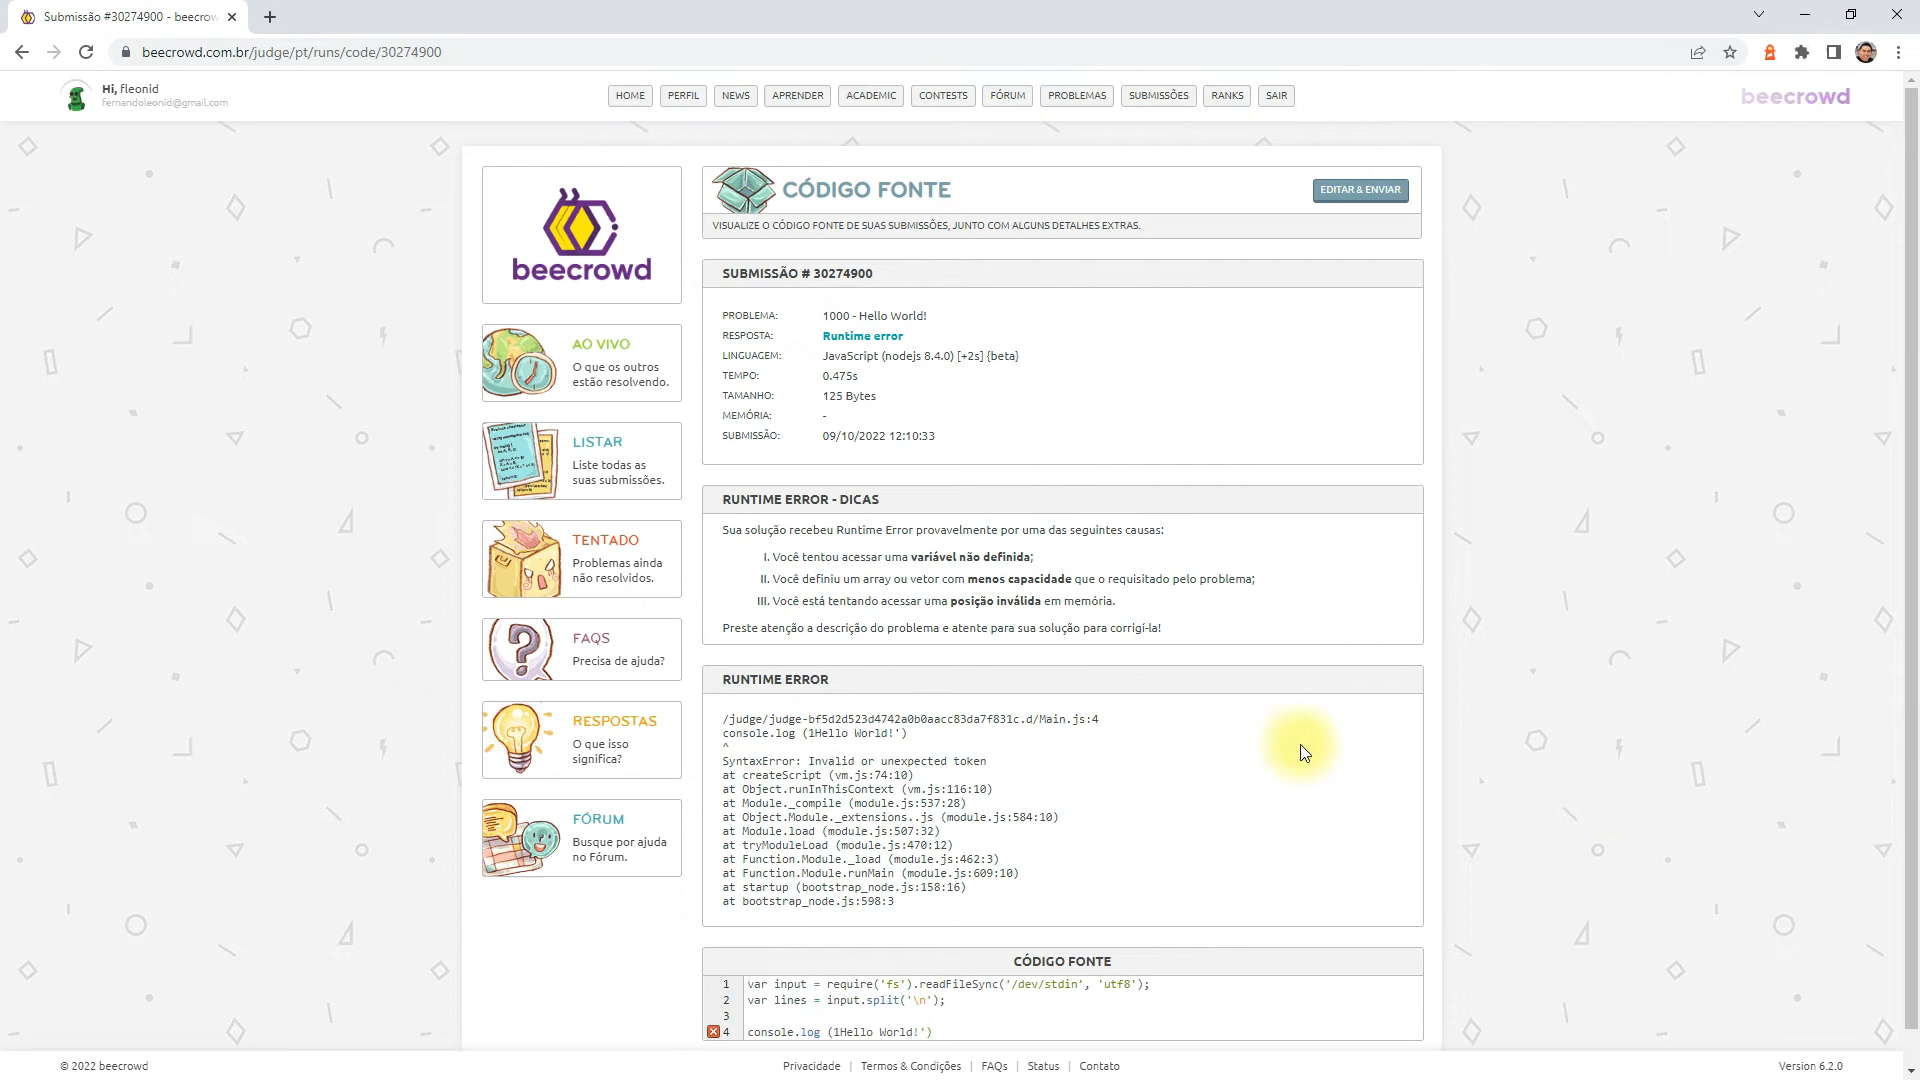 Submissão #30274900 - beecrow
beecrowd.com.br/judge/pt/runs/code/30274900
Hi, fleonid
fernandoleonid@gmail.com
HOME
PERFIL
NEWS
APRENDER
ACADEMIC
CONTESTS
FÓRUM
PROBLEMAS
SUBMISSÕES
RANKS
SAIR
beecrowd
beecrowd
AO VIVO
O que os outros
estão resolvendo.
LISTAR
Liste todas as
suas submissões.
TENTADO
Problemas ainda
não resolvidos.
FAQS
Precisa de ajuda?
RESPOSTAS
O que isso
significa?
FÓRUM
Busque por ajuda
no Fórum.
CÓDIGO FONTE
EDITAR & ENVIAR
VISUALIZE O CÓDIGO FONTE DE SUAS SUBMISSÕES, JUNTO COM ALGUNS DETALHES EXTRAS.
SUBMISSÃO # 30274900
PROBLEMA: 1000 - Hello World!
RESPOSTA: Runtime error
LINGUAGEM: JavaScript (nodejs 8.4.0) [+2s] {beta}
TEMPO: 0.475s
TAMANHO: 125 Bytes
MEMÓRIA: -
SUBMISSÃO: 09/10/2022 12:10:33
RUNTIME ERROR - DICAS
Sua solução recebeu Runtime Error provavelmente por uma das seguintes causas:
I. Você tentou acessar uma variável não definida;
II. Você definiu um array ou vetor com menos capacidade que o requisitado pelo problema;
III. Você está tentando acessar uma posição inválida em memória.
Preste atenção a descrição do problema e atente para sua solução para corrigí-la!
RUNTIME ERROR
/judge/judge-bf5d2d523d4742a0b0aacc83da7f831c.d/Main.js:4
console.log (1Hello World!')
^
SyntaxError: Invalid or unexpected token
at createScript (vm.js:74:10)
at Object.runInThisContext (vm.js:116:10)
at Module._compile (module.js:537:28)
at Object.Module._extensions..js (module.js:584:10)
at Module.load (module.js:507:32)
at tryModuleLoad (module.js:470:12)
at Function.Module._load (module.js:462:3)
at Function.Module.runMain (module.js:609:10)
at startup (bootstrap_node.js:158:16)
at bootstrap_node.js:598:3
CÓDIGO FONTE
1 var input = require('fs').readFileSync('/dev/stdin', 'utf8');
2 var lines = input.split('\n');
3
4 console.log (1Hello World!')
© 2022 beecrowd
Privacidade | Termos & Condições | FAQs | Status | Contato
Version 6.2.0